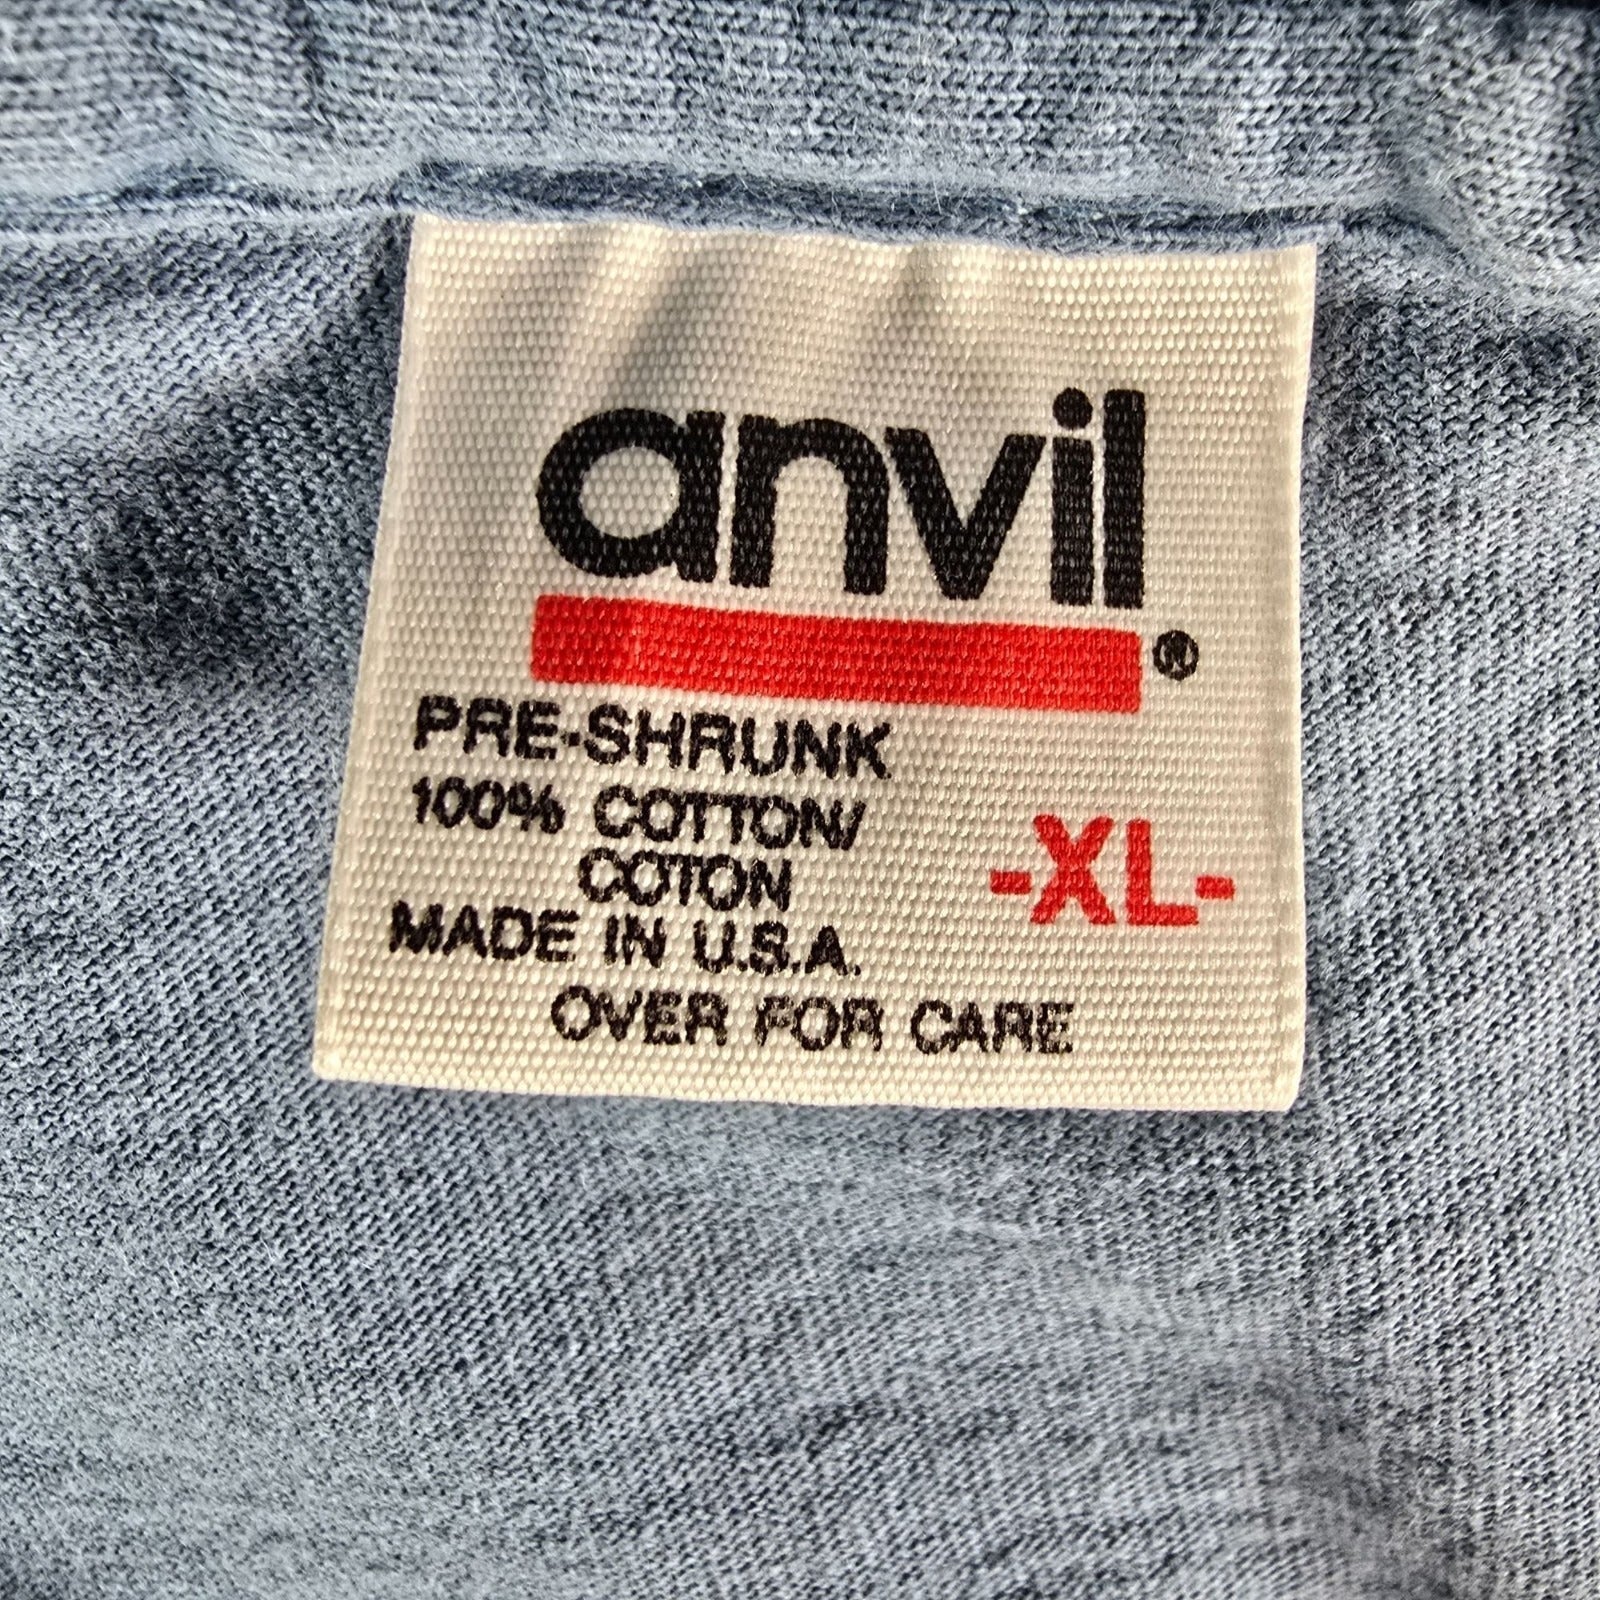 anvil
®
PRE-SHRUNK
100% COTTON/
COTON
-XL-
MADE IN U.S.A.
OVER FOR CARE